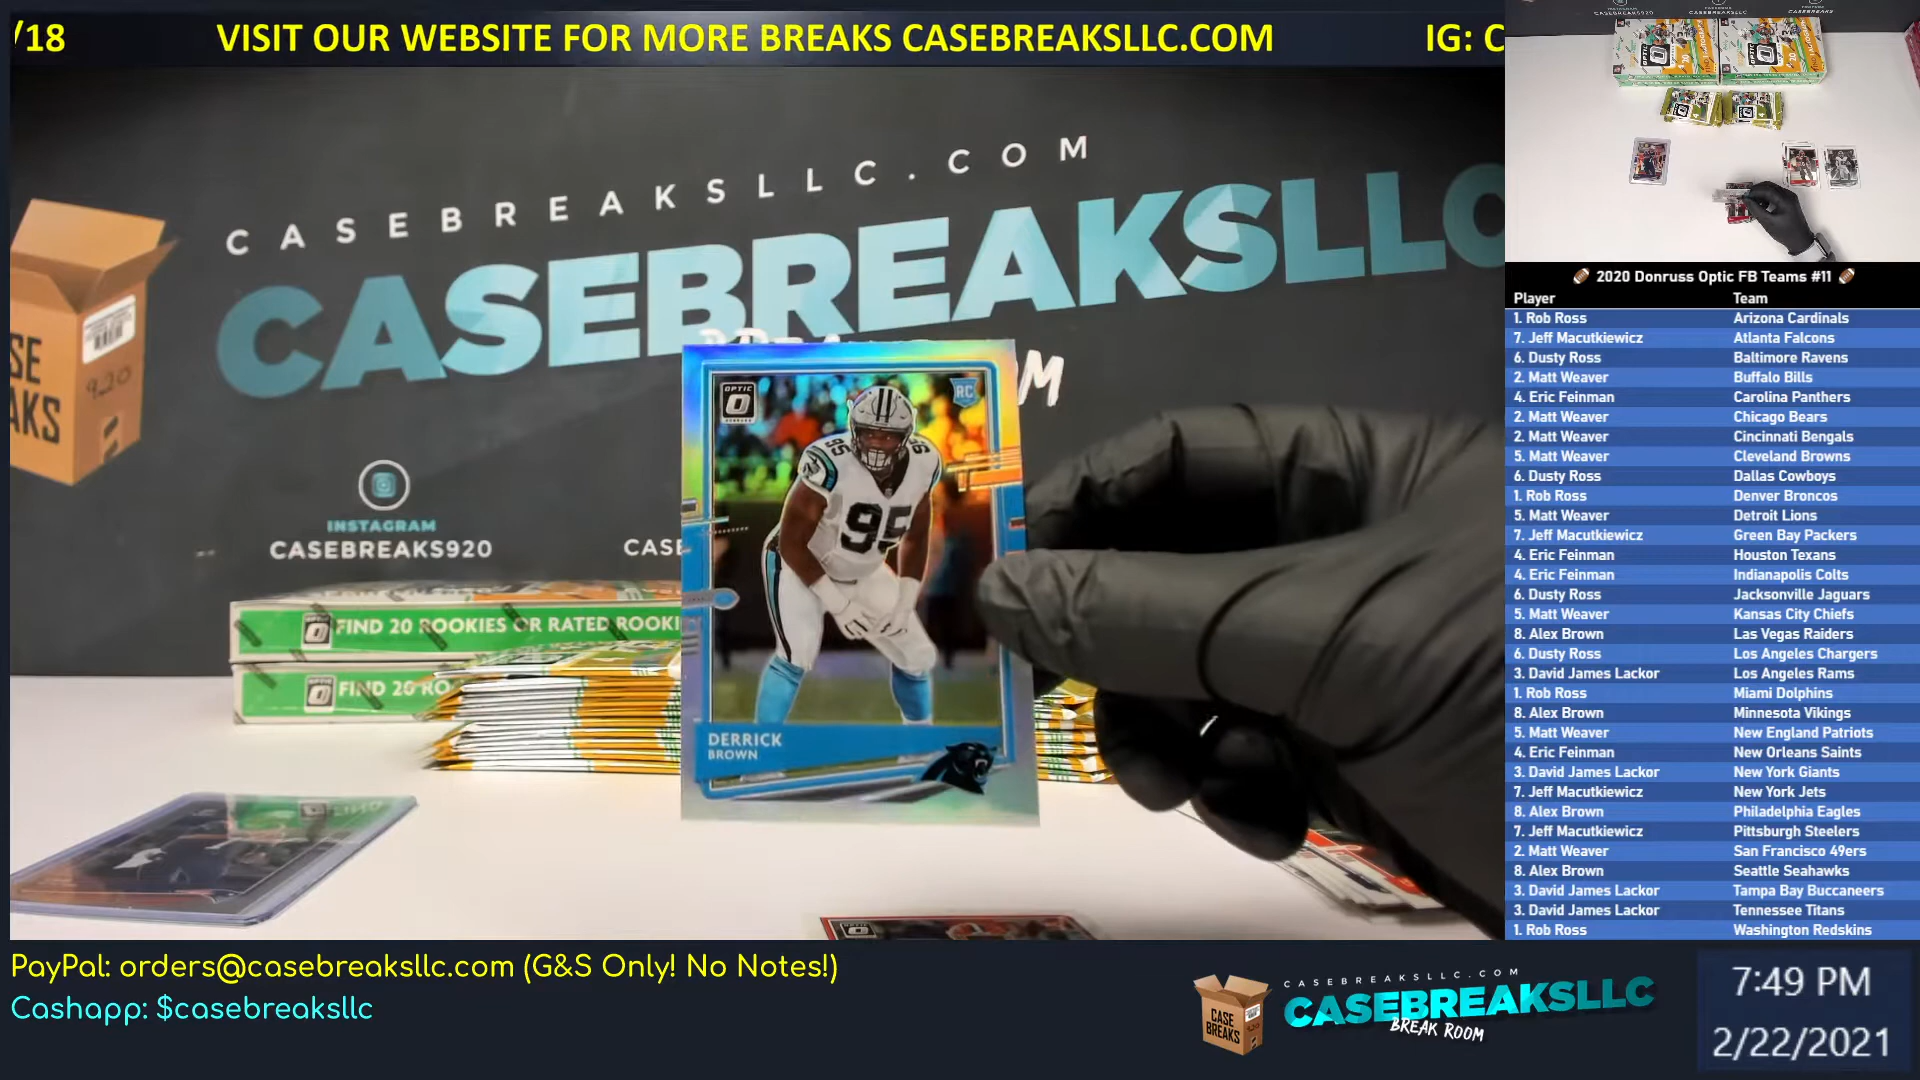 /18
VISIT OUR WEBSITE FOR MORE BREAKS CASEBREAKSLLC.COM
IG: C
CASEBREAKSLLC.COM
CASEBREAKSLLC
M
SE
AKS
920
INSTAGRAM
CASEBREAKS920
CASE
FIND 20 ROOKIES OR RATED ROOKI
FIND 20 RO
OPTIC
RC
95
95
95
DERRICK
BROWN
🏈 2020 Donruss Optic FB Teams #11 🏈
Player Team
1. Rob Ross Arizona Cardinals
7. Jeff Macutkiewicz Atlanta Falcons
6. Dusty Ross Baltimore Ravens
2. Matt Weaver Buffalo Bills
4. Eric Feinman Carolina Panthers
2. Matt Weaver Chicago Bears
2. Matt Weaver Cincinnati Bengals
5. Matt Weaver Cleveland Browns
6. Dusty Ross Dallas Cowboys
1. Rob Ross Denver Broncos
5. Matt Weaver Detroit Lions
7. Jeff Macutkiewicz Green Bay Packers
4. Eric Feinman Houston Texans
4. Eric Feinman Indianapolis Colts
6. Dusty Ross Jacksonville Jaguars
5. Matt Weaver Kansas City Chiefs
8. Alex Brown Las Vegas Raiders
6. Dusty Ross Los Angeles Chargers
3. David James Lackor Los Angeles Rams
1. Rob Ross Miami Dolphins
8. Alex Brown Minnesota Vikings
5. Matt Weaver New England Patriots
4. Eric Feinman New Orleans Saints
3. David James Lackor New York Giants
7. Jeff Macutkiewicz New York Jets
8. Alex Brown Philadelphia Eagles
7. Jeff Macutkiewicz Pittsburgh Steelers
2. Matt Weaver San Francisco 49ers
8. Alex Brown Seattle Seahawks
3. David James Lackor Tampa Bay Buccaneers
3. David James Lackor Tennessee Titans
1. Rob Ross Washington Redskins
PayPal: orders@casebreaksllc.com (G&S Only! No Notes!)
Cashapp: $casebreaksllc
CASE
BREAKS
CASEBREAKSLLC.COM
CASEBREAKSLLC
BREAK ROOM
7:49 PM
2/22/2021